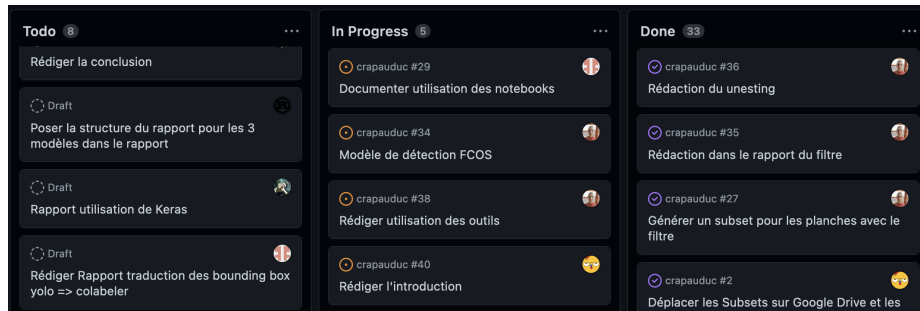 Todo 8
Rédiger la conclusion
Draft
Poser la structure du rapport pour les 3
modèles dans le rapport
Draft
Rapport utilisation de Keras
Draft
Rédiger Rapport traduction des bounding box
yolo => colabeler
In Progress 5
crapauduc #29
Documenter utilisation des notebooks
crapauduc #34
Modèle de détection FCOS
crapauduc #38
Rédiger utilisation des outils
crapauduc #40
Rédiger l'introduction
Done 33
crapauduc #36
Rédaction du unesting
crapauduc #35
Rédaction dans le rapport du filtre
crapauduc #27
Générer un subset pour les planches avec le
filtre
crapauduc #2
Déplacer les Subsets sur Google Drive et les